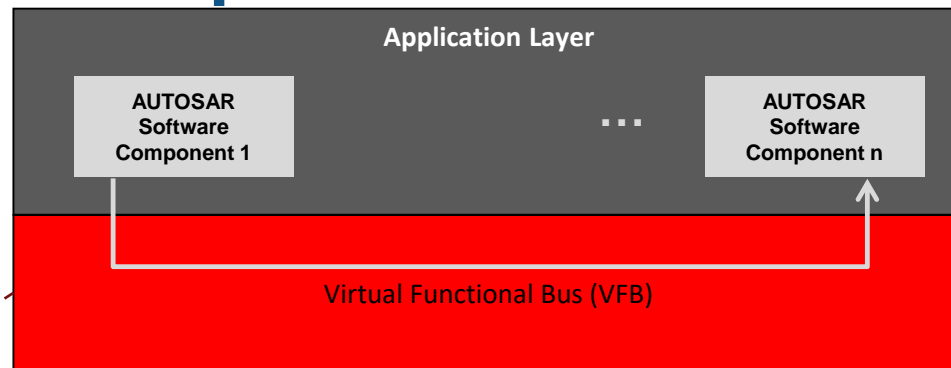 Application Layer
AUTOSAR
Software
Component 1
...
AUTOSAR
Software
Component n
Virtual Functional Bus (VFB)